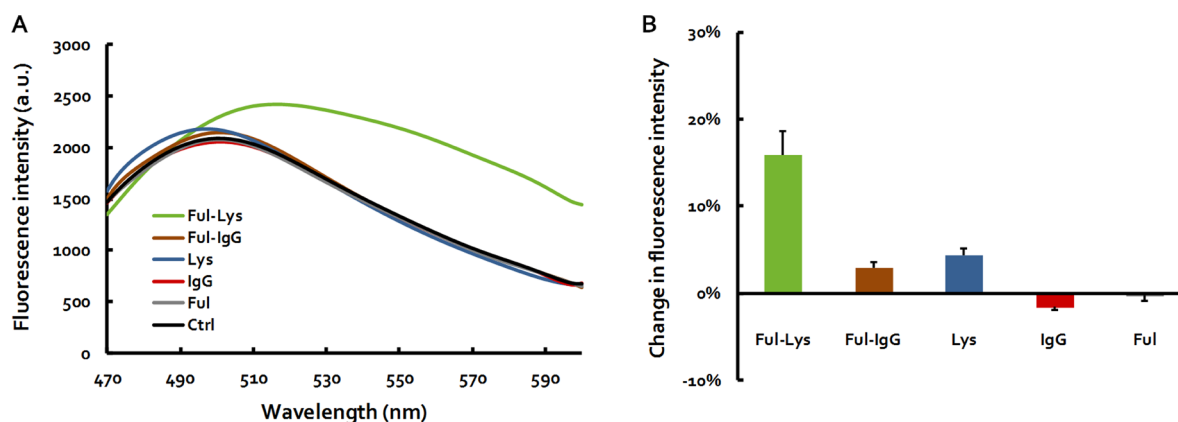 A
Fluorescence intensity (a.u.)
3000
2500
2000
1500
1000
500
0
Ful-Lys
Ful-IgG
Lys
IgG
Ful
Ctrl
470 490 510 530 550 570 590
Wavelength (nm)
B
Change in fluorescence intensity
30%
20%
10%
0%
-10%
Ful-Lys Ful-IgG Lys IgG Ful